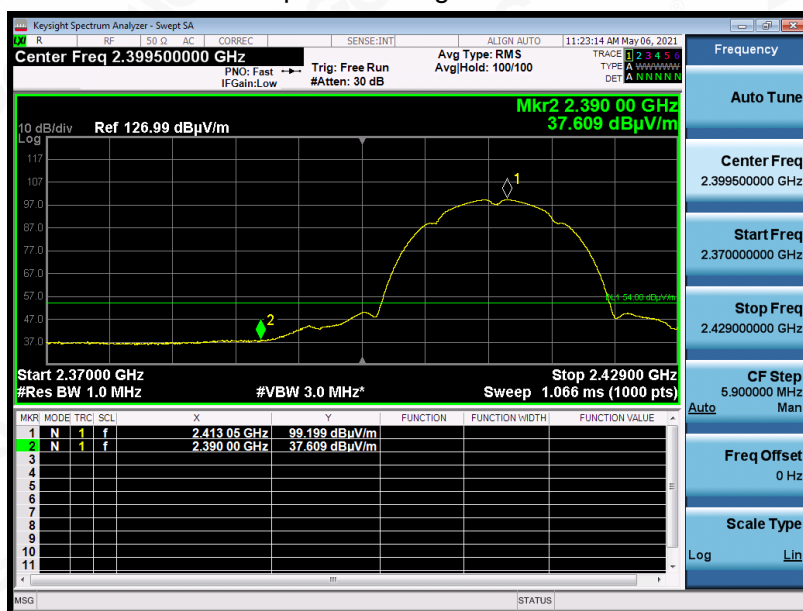 Keysight Spectrum Analyzer - Swept SA
LXI R RF 50 Ω AC CORREC SENSE:INT ALIGN AUTO 11:23:14 AM May 06, 2021
Center Freq 2.399500000 GHz
PNO: Fast
IFGain:Low
Trig: Free Run
#Atten: 30 dB
Avg Type: RMS
Avg|Hold: 100/100
TRACE 1 2 3 4 5 6
TYPE A WWWWW
DET A N N N N N
Mkr2 2.390 00 GHz
37.609 dBµV/m
10 dB/div Ref 126.99 dBµV/m
Log
117
107
97.0
87.0
77.0
67.0
57.0
47.0
37.0
1
2
DL1 54.00 dBµV/m
Start 2.37000 GHz Stop 2.42900 GHz
#Res BW 1.0 MHz #VBW 3.0 MHz* Sweep 1.066 ms (1000 pts)
MKR MODE TRC SCL X Y FUNCTION FUNCTION WIDTH FUNCTION VALUE
1 N 1 f 2.413 05 GHz 99.199 dBµV/m
2 N 1 f 2.390 00 GHz 37.609 dBµV/m
3
4
5
6
7
8
9
10
11
MSG STATUS
Frequency
Auto Tune
Center Freq
2.399500000 GHz
Start Freq
2.370000000 GHz
Stop Freq
2.429000000 GHz
CF Step
5.900000 MHz
Auto Man
Freq Offset
0 Hz
Scale Type
Log Lin